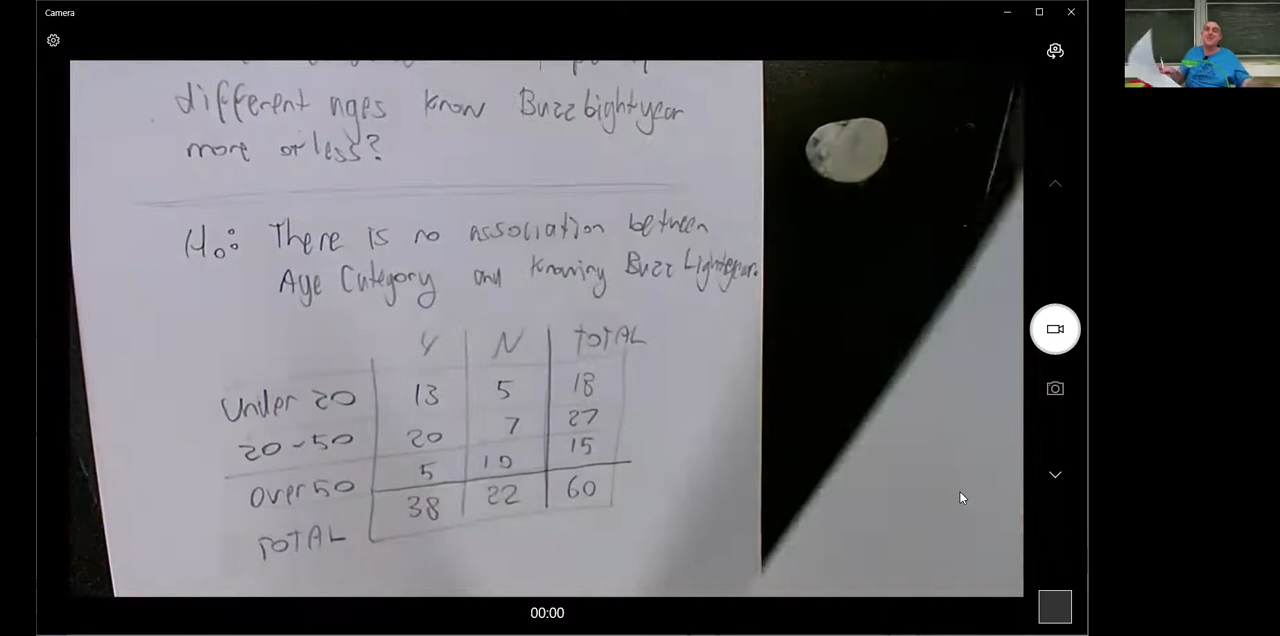 Camera
different ages know Buzz Lightyear
more or less?
H₀: There is no association between
Age Category and Knowing Buzz Lightyear.
Y N TOTAL
Under 20 13 5 18
20-50 20 7 27
Over 50 5 10 15
TOTAL 38 22 60
00:00